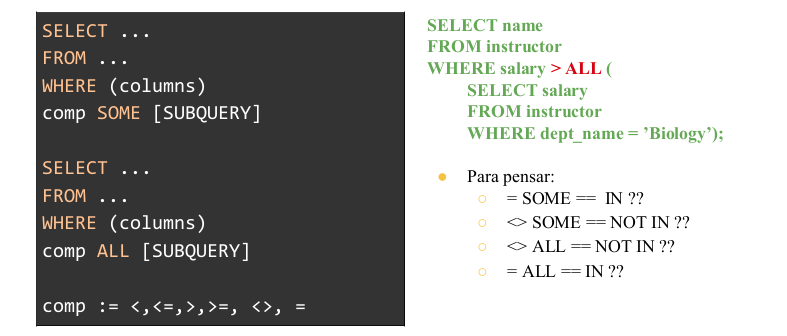 SELECT ...
FROM ...
WHERE (columns)
comp SOME [SUBQUERY]
SELECT ...
FROM ...
WHERE (columns)
comp ALL [SUBQUERY]
comp := <,<=,>,>=, <>, =
SELECT name
FROM instructor
WHERE salary > ALL (
SELECT salary
FROM instructor
WHERE dept_name = ’Biology’);
● Para pensar:
○ = SOME == IN ??
○ <> SOME == NOT IN ??
○ <> ALL == NOT IN ??
○ = ALL == IN ??